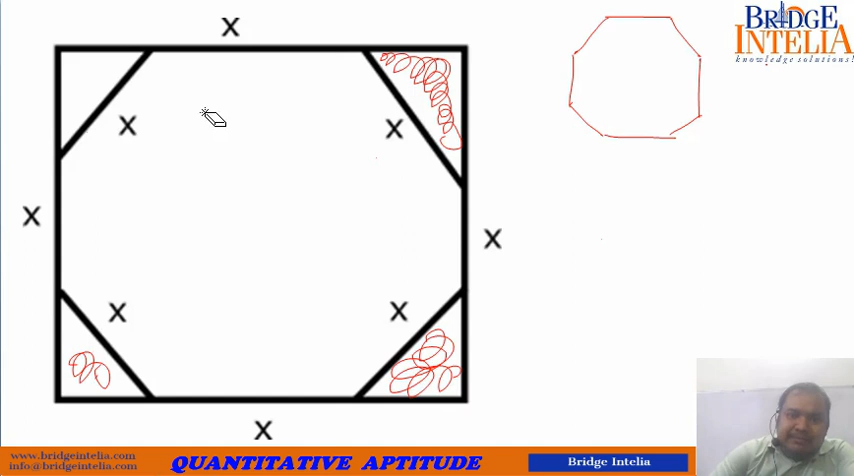 BRIDGE
INTELIA
knowledge solutions!
x
x
x
x
x
x
x
x
www.bridgeintelia.com
info@bridgeintelia.com
QUANTITATIVE APTITUDE
Bridge Intelia